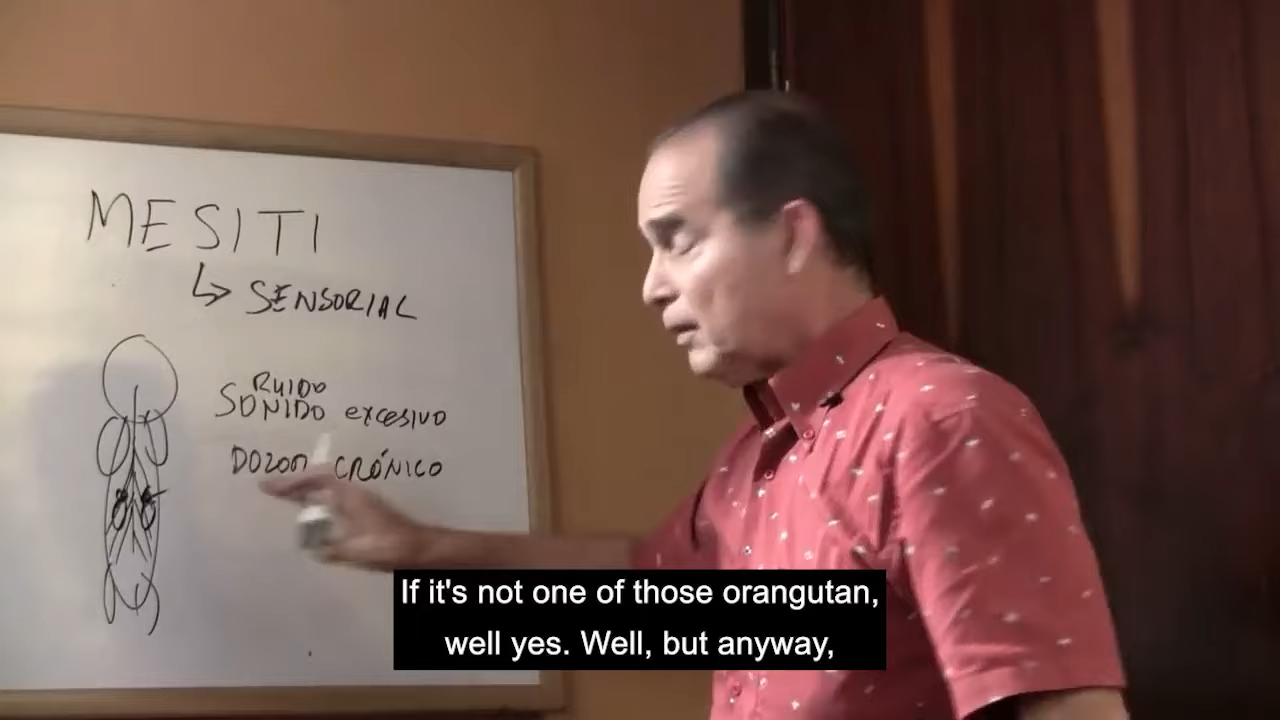 MESITI
↳ SENSORIAL
RUIDO
SONIDO excesivo
DOLOR CRÓNICO
If it's not one of those orangutan,
well yes. Well, but anyway,